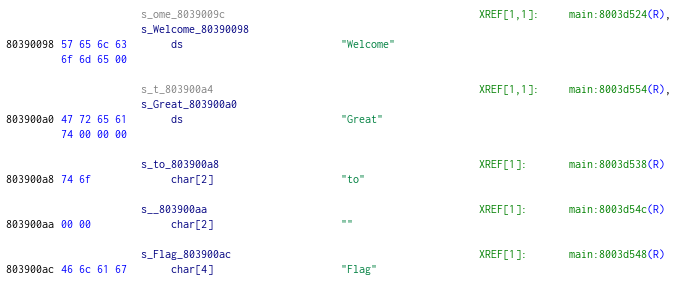 s_ome_8039009c XREF[1,1]: main:8003d524(R),
s_Welcome_80390098
80390098 57 65 6c 63 ds "Welcome"
6f 6d 65 00
s_t_803900a4 XREF[1,1]: main:8003d554(R),
s_Great_803900a0
803900a0 47 72 65 61 ds "Great"
74 00 00 00
s_to_803900a8 XREF[1]: main:8003d538(R)
803900a8 74 6f char[2] "to"
s__803900aa XREF[1]: main:8003d54c(R)
803900aa 00 00 char[2] ""
s_Flag_803900ac XREF[1]: main:8003d548(R)
803900ac 46 6c 61 67 char[4] "Flag"